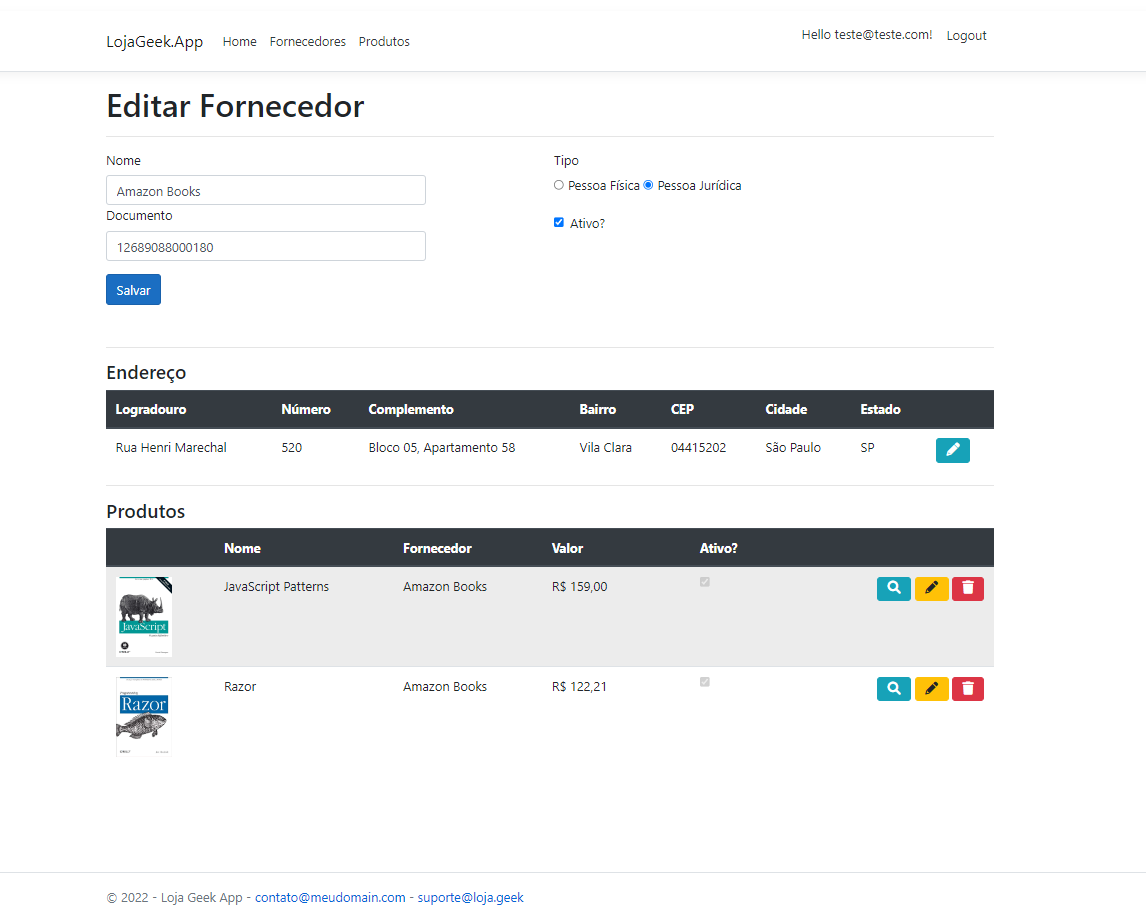 LojaGeek.App Home Fornecedores Produtos Hello teste@teste.com! Logout
Editar Fornecedor
Nome
Amazon Books
Documento
12689088000180
Salvar
Tipo
Pessoa Física Pessoa Jurídica
Ativo?
Endereço
Logradouro Número Complemento Bairro CEP Cidade Estado
Rua Henri Marechal 520 Bloco 05, Apartamento 58 Vila Clara 04415202 São Paulo SP
Produtos
Nome Fornecedor Valor Ativo?
JavaScript
JavaScript Patterns Amazon Books R$ 159,00
Razor
Razor Amazon Books R$ 122,21
© 2022 - Loja Geek App - contato@meudomain.com - suporte@loja.geek